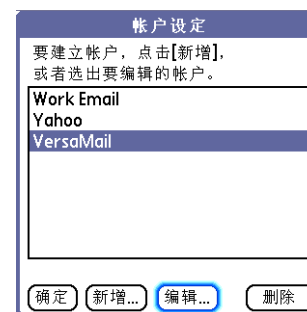 帐户设定
要建立帐户，点击[新增]，
或者选出要编辑的帐户。
Work Email
Yahoo
VersaMail
确定 新增... 编辑... 删除